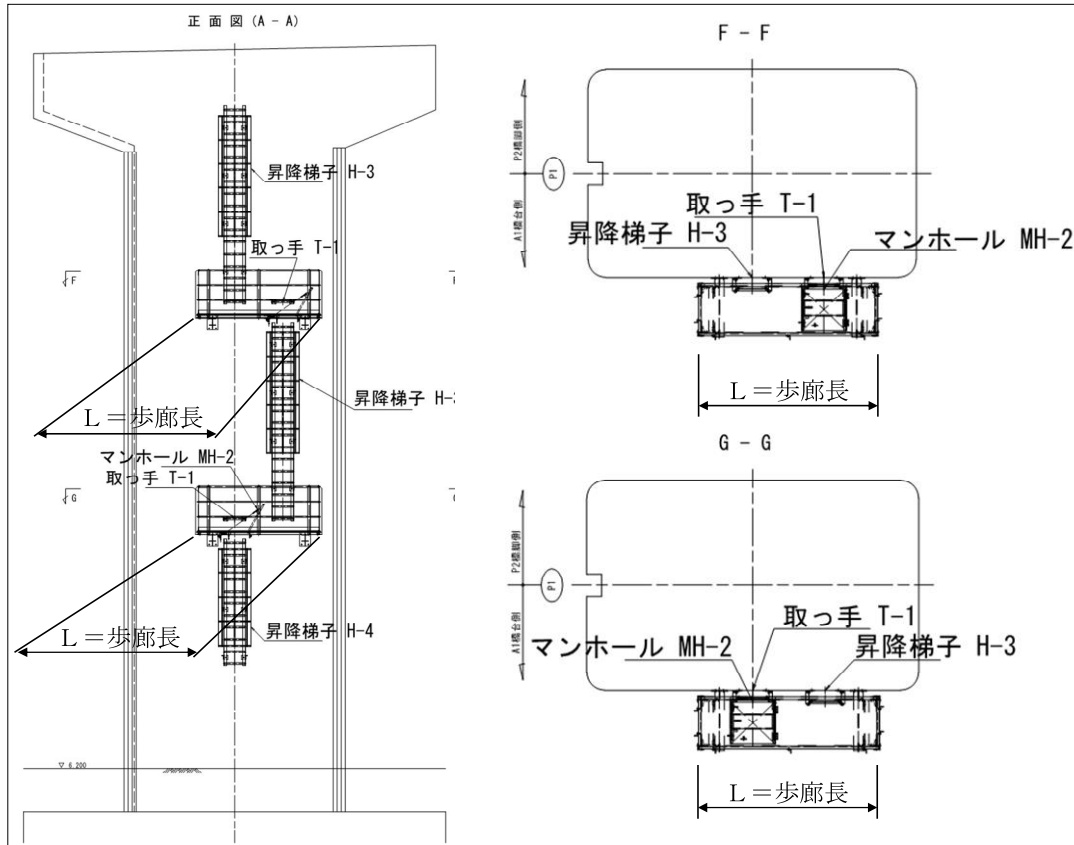 正 面 図 (A - A)
昇降梯子 H-3
取っ手 T-1
F
L＝歩廊長
昇降梯子 H-3
マンホール MH-2
取っ手 T-1
G
L＝歩廊長
昇降梯子 H-4
▽ 6.200
F - F
P2橋脚側
A1橋台側
P1
取っ手 T-1
昇降梯子 H-3
マンホール MH-2
L＝歩廊長
G - G
P2橋脚側
A1橋台側
P1
取っ手 T-1
マンホール MH-2
昇降梯子 H-3
L＝歩廊長